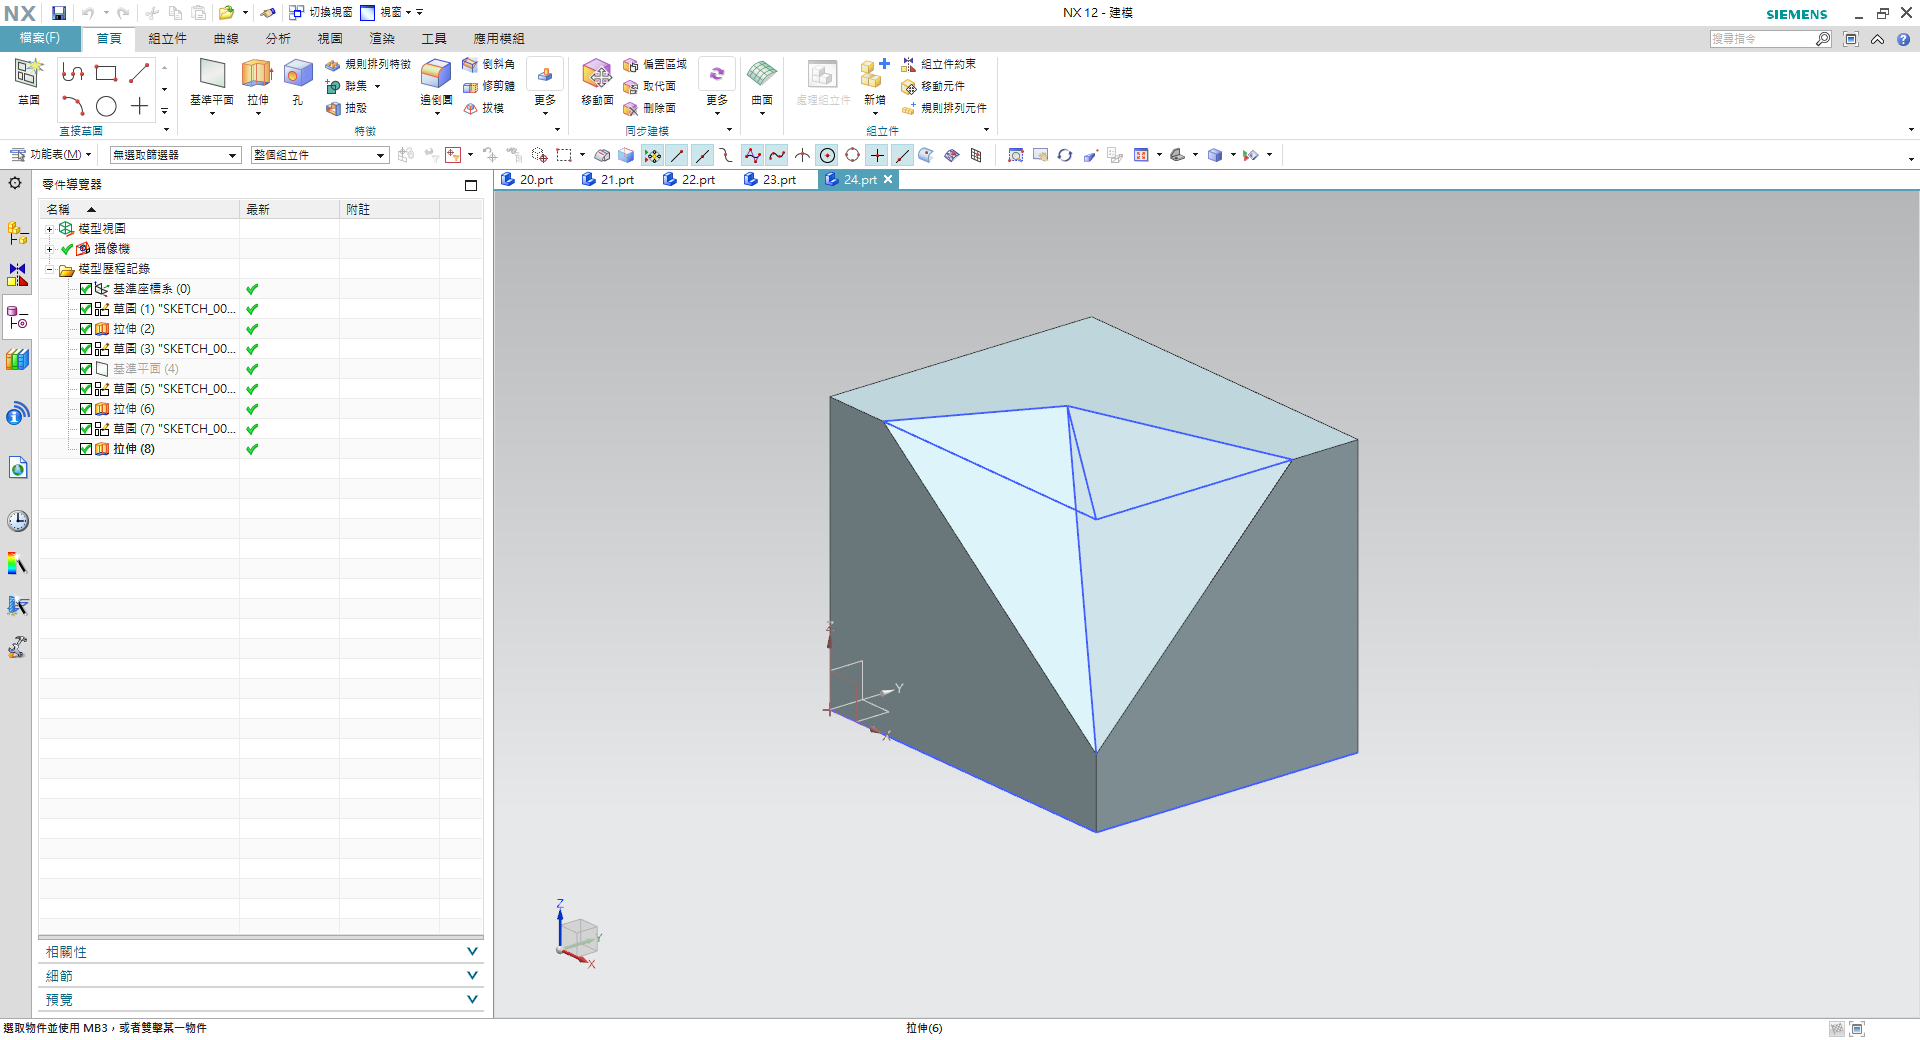 NX
切換視窗
視窗
NX 12 - 建模
SIEMENS
檔案(F)
首頁
組立件
曲線
分析
視圖
渲染
工具
應用模組
搜尋指令
草圖
直接草圖
基準平面
拉伸
孔
規則排列特徵
聯集
抽殼
邊倒圓
倒斜角
修剪體
拔模
更多
特徵
移動面
偏置區域
取代面
刪除面
更多
同步建模
曲面
處理組立件
新增
組立件約束
移動元件
規則排列元件
組立件
功能表(M)
無選取篩選器
整個組立件
零件導覽器
20.prt
21.prt
22.prt
23.prt
24.prt
名稱
最新
附註
模型視圖
攝像機
模型歷程記錄
基準座標系 (0)
草圖 (1) "SKETCH_00...
拉伸 (2)
草圖 (3) "SKETCH_00...
基準平面 (4)
草圖 (5) "SKETCH_00...
拉伸 (6)
草圖 (7) "SKETCH_00...
拉伸 (8)
Z
Y
X
Z
Y
X
相關性
細節
預覽
選取物件並使用 MB3，或者雙擊某一物件
拉伸(6)